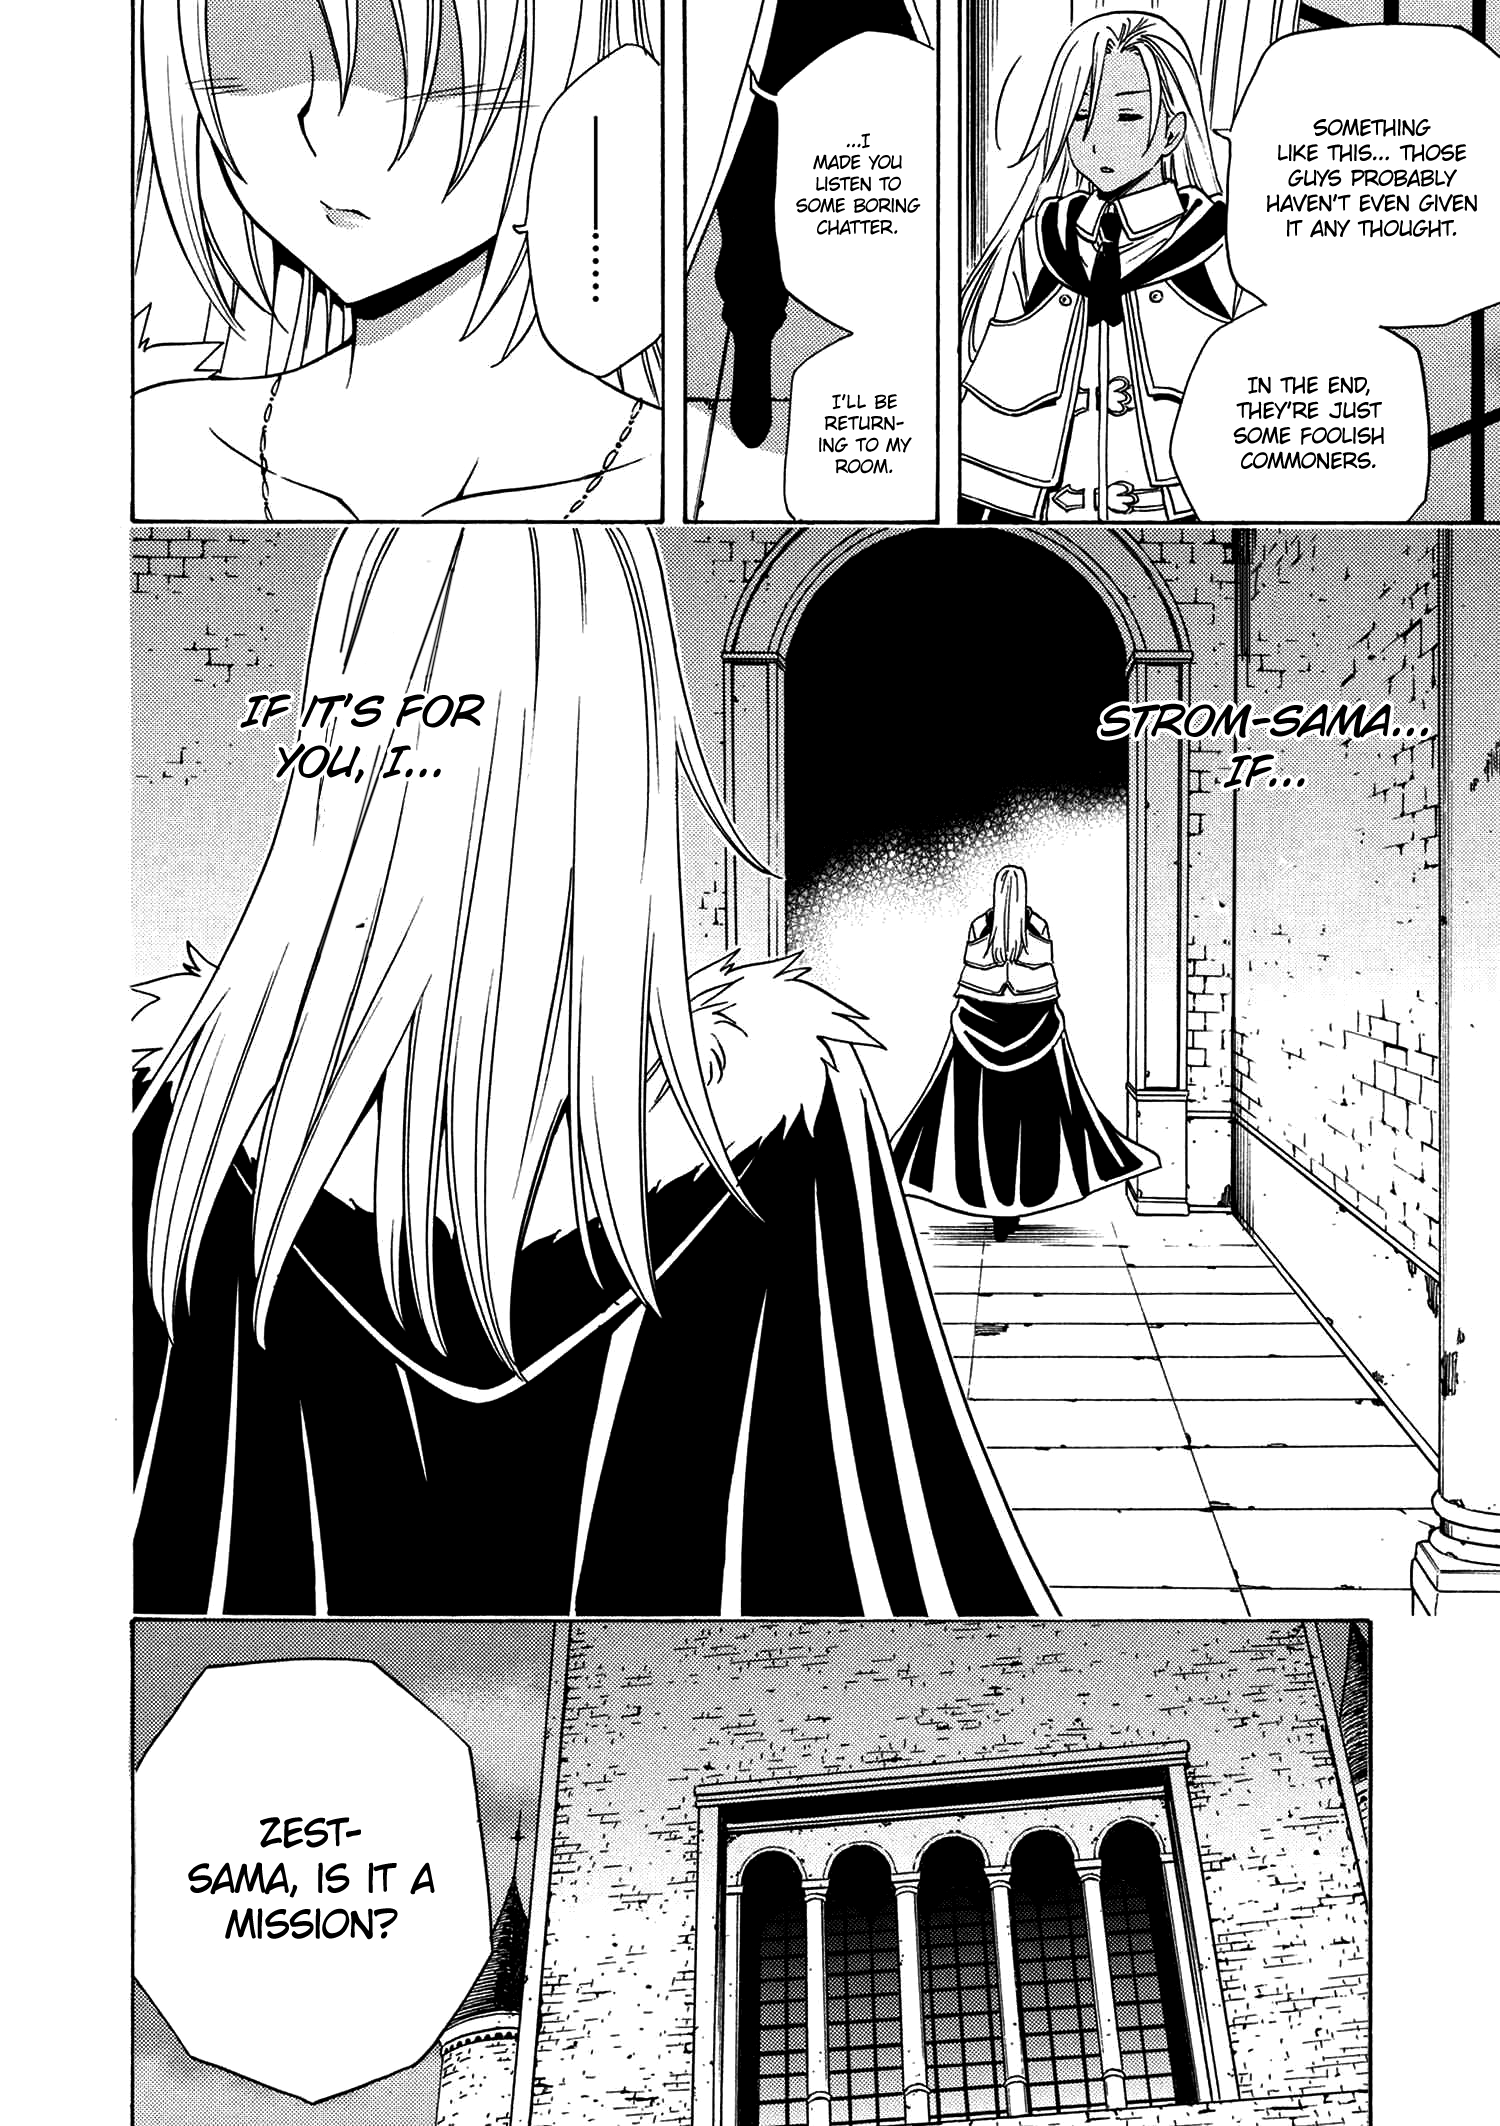 SOMETHING
LIKE THIS... THOSE
GUYS PROBABLY
HAVEN'T EVEN GIVEN
IT ANY THOUGHT.
IN THE END,
THEY'RE JUST
SOME FOOLISH
COMMONERS.
...I
MADE YOU
LISTEN TO
SOME BORING
CHATTER.
I'LL BE
RETURN-
ING TO MY
ROOM.
—......
STROM-SAMA...
IF...
IF IT'S FOR
YOU, I...
ZEST-
SAMA, IS IT A
MISSION?